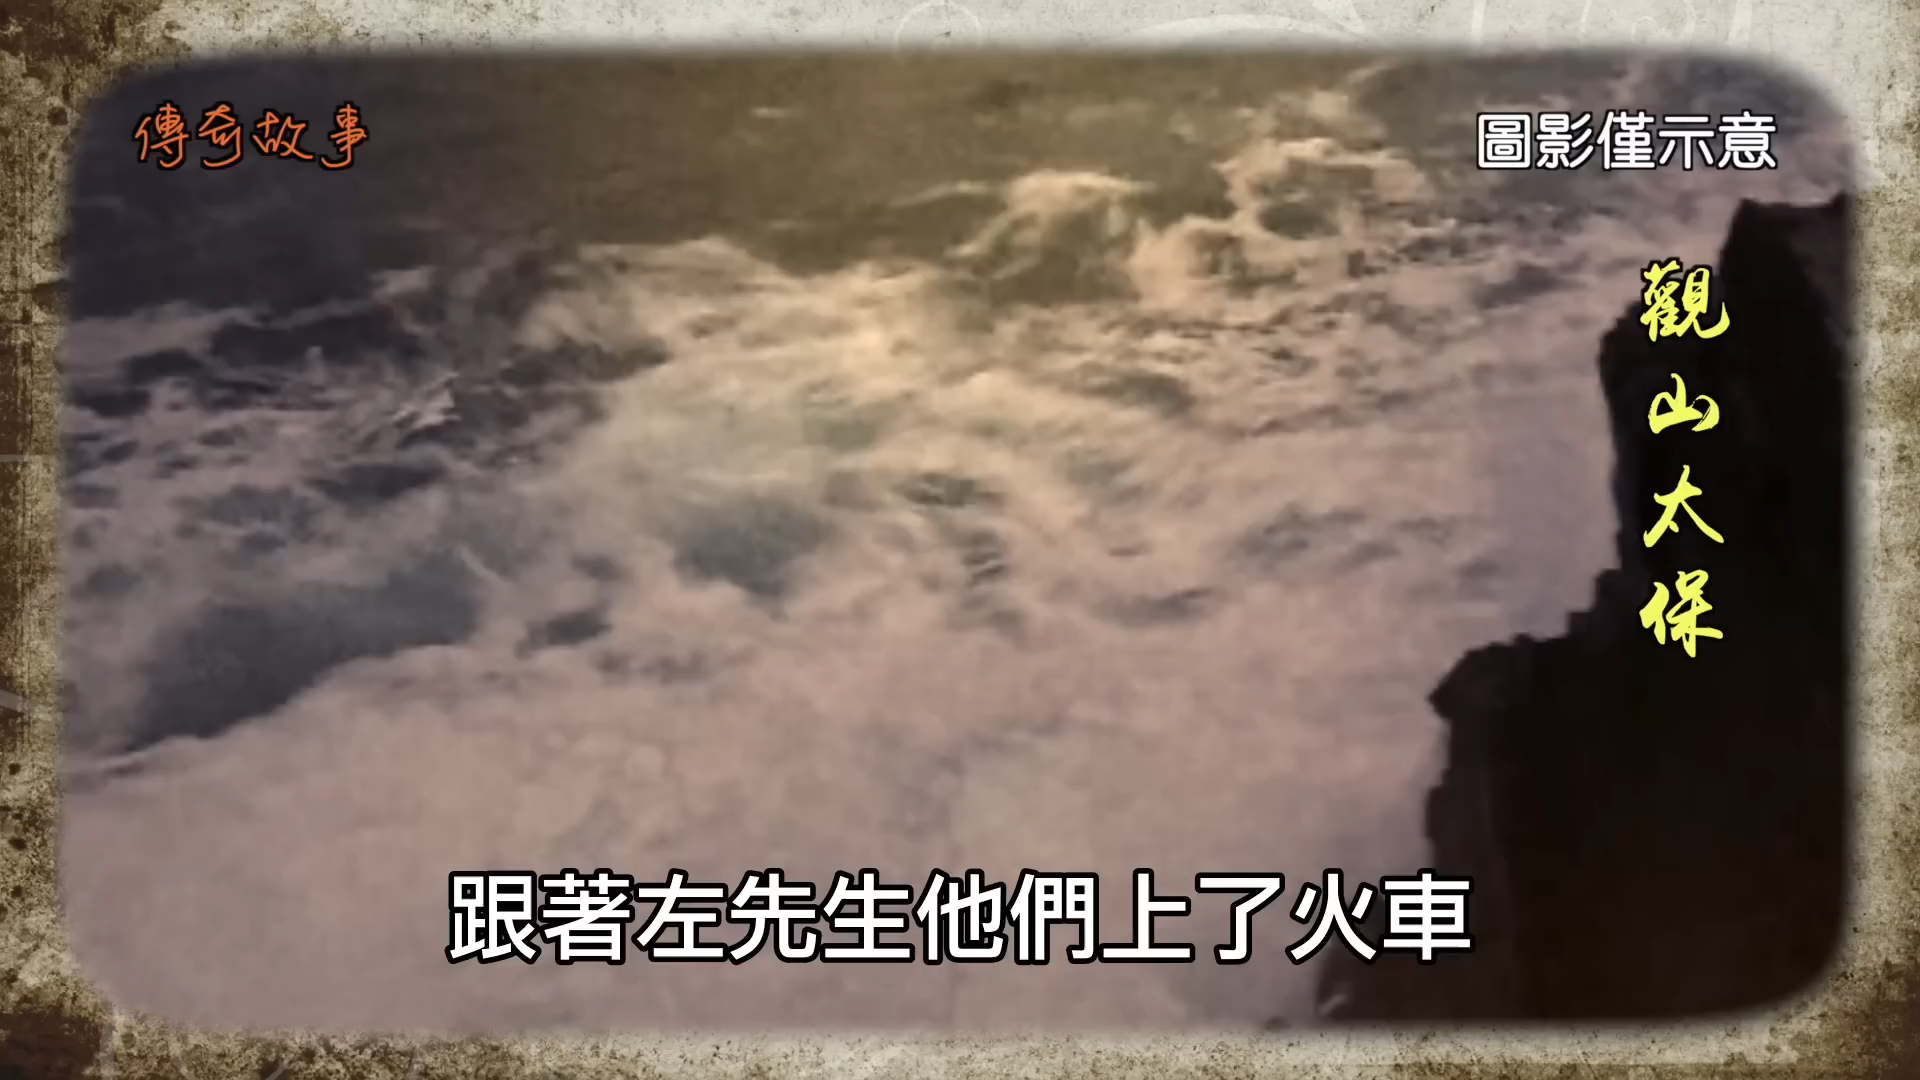 傳奇故事
圖影僅示意
觀山太保
跟著左先生他們上了火車